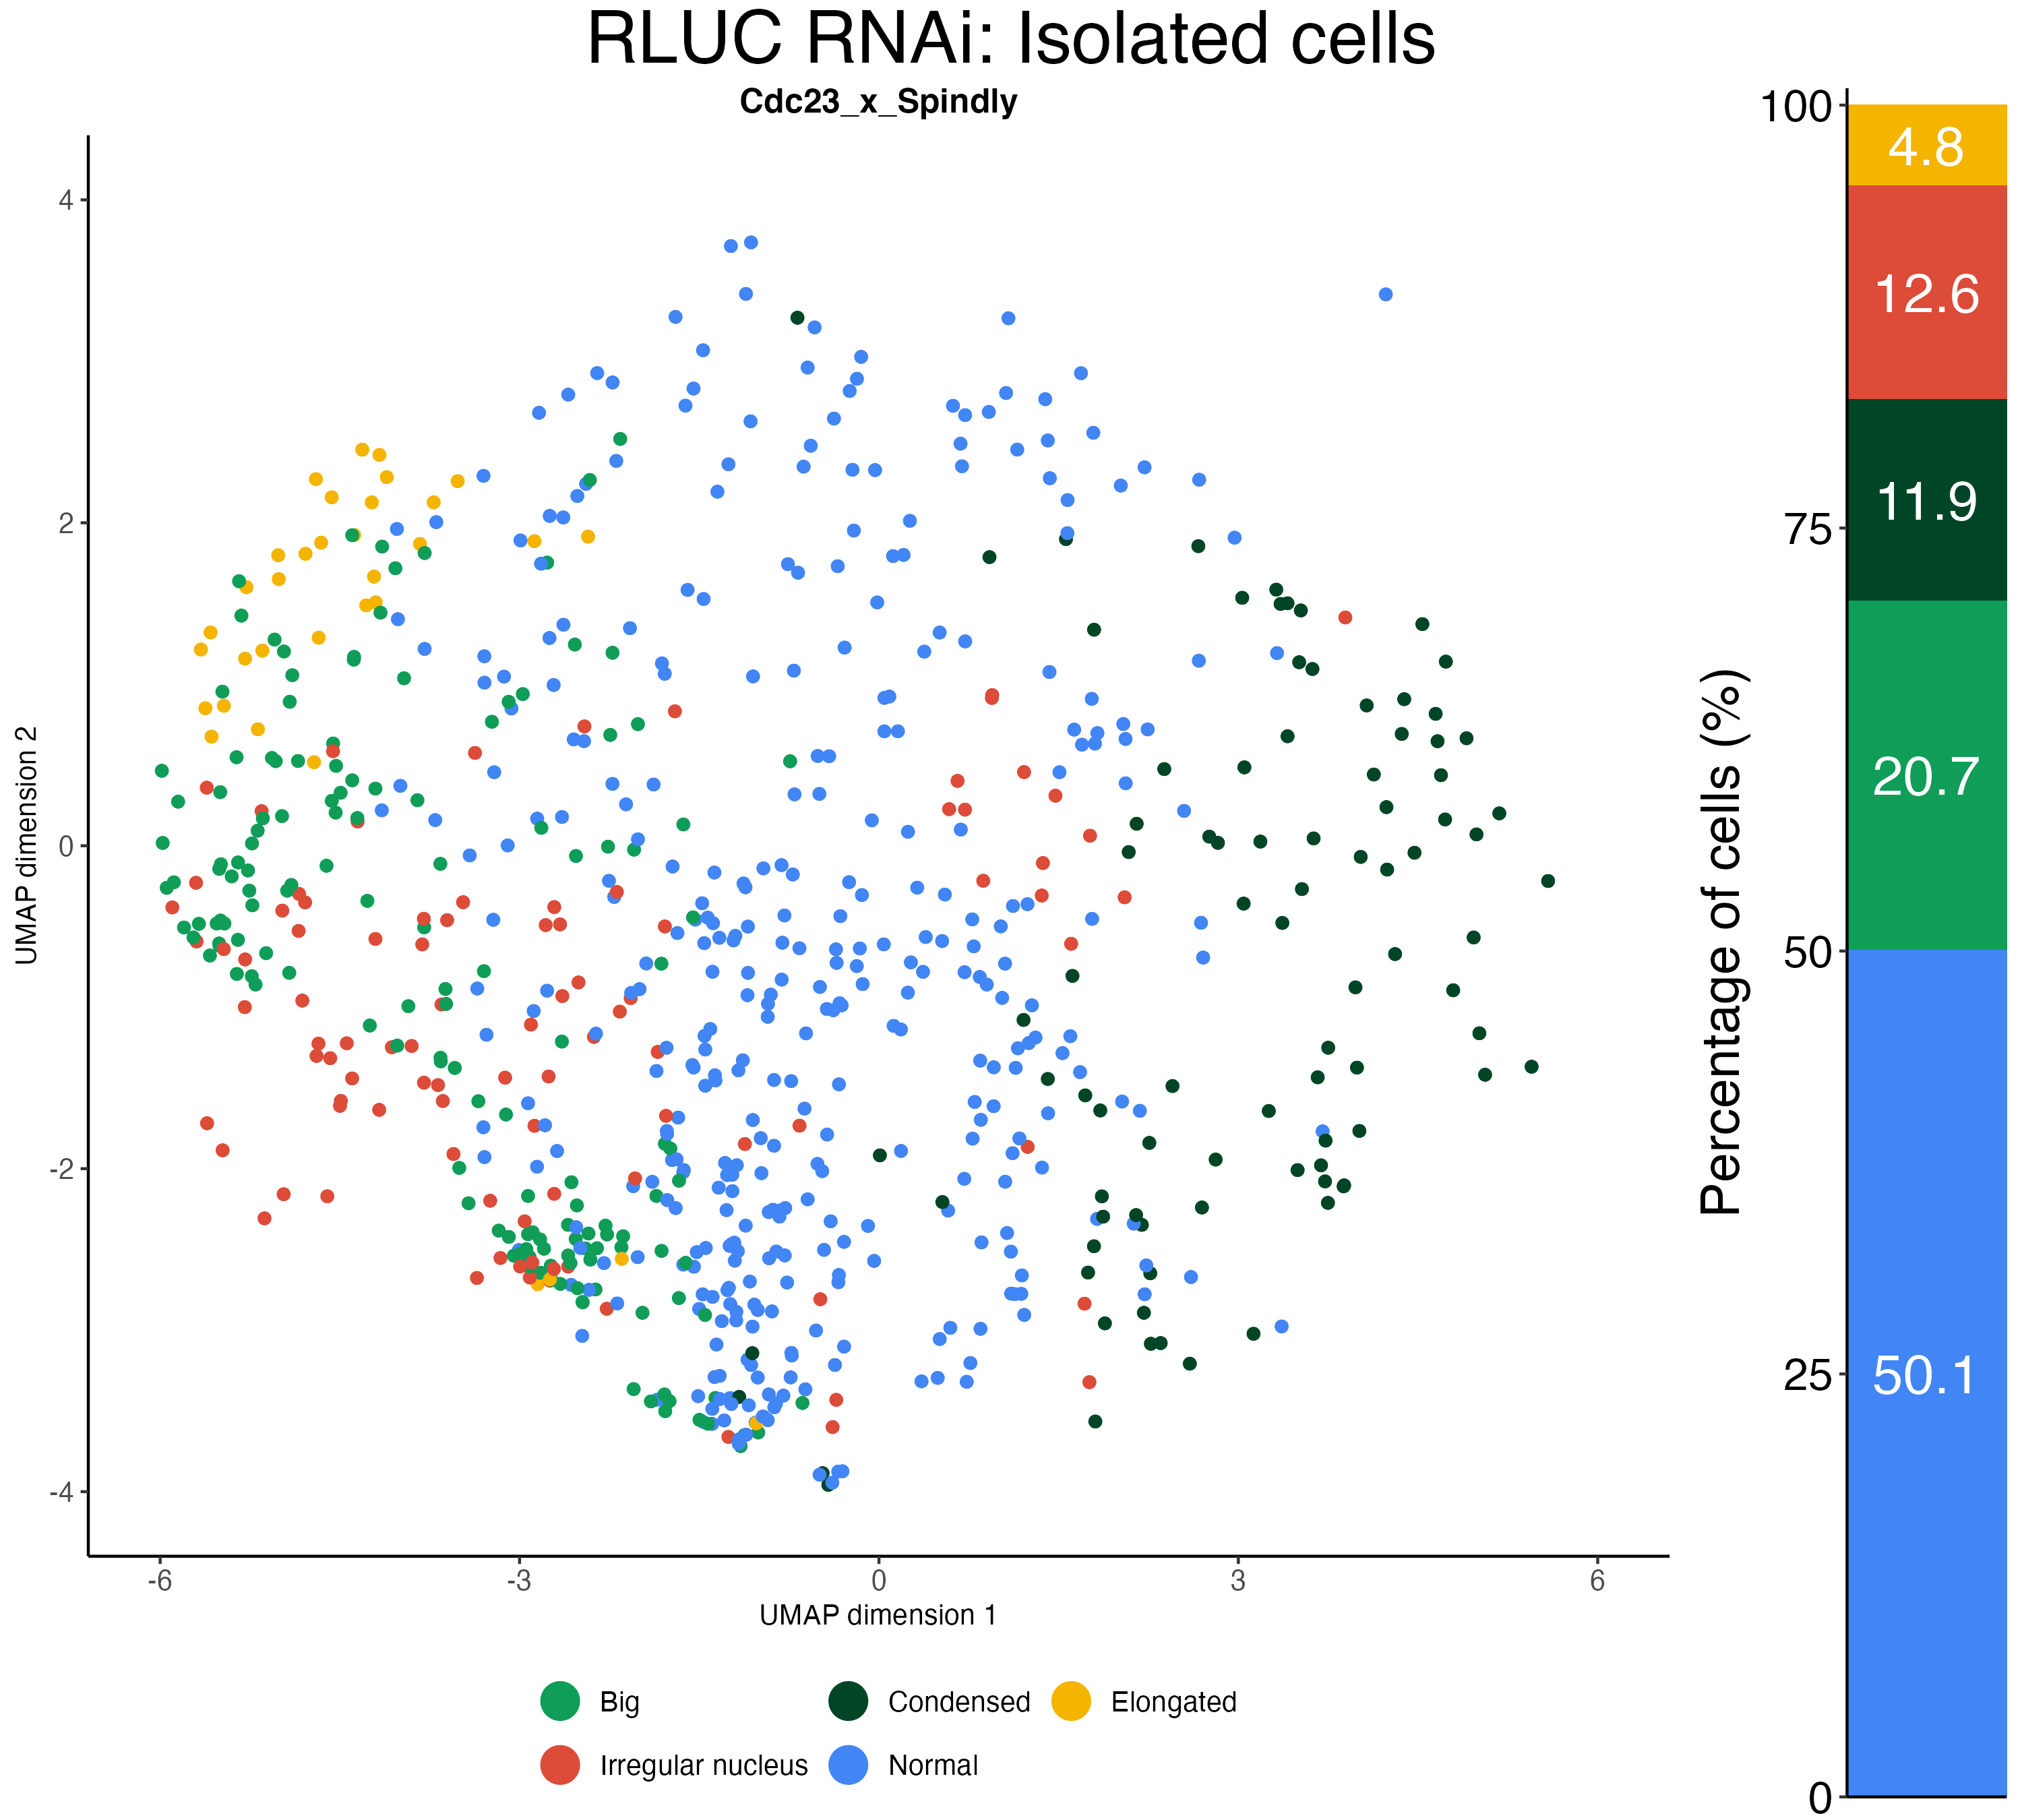 RLUC RNAi: Isolated cells
Cdc23_x_Spindly
UMAP dimension 2
4
2
0
-2
-4
-6
-3
0
3
6
UMAP dimension 1
Big
Condensed
Elongated
Irregular nucleus
Normal
Percentage of cells (%)
100
75
50
25
0
4.8
12.6
11.9
20.7
50.1